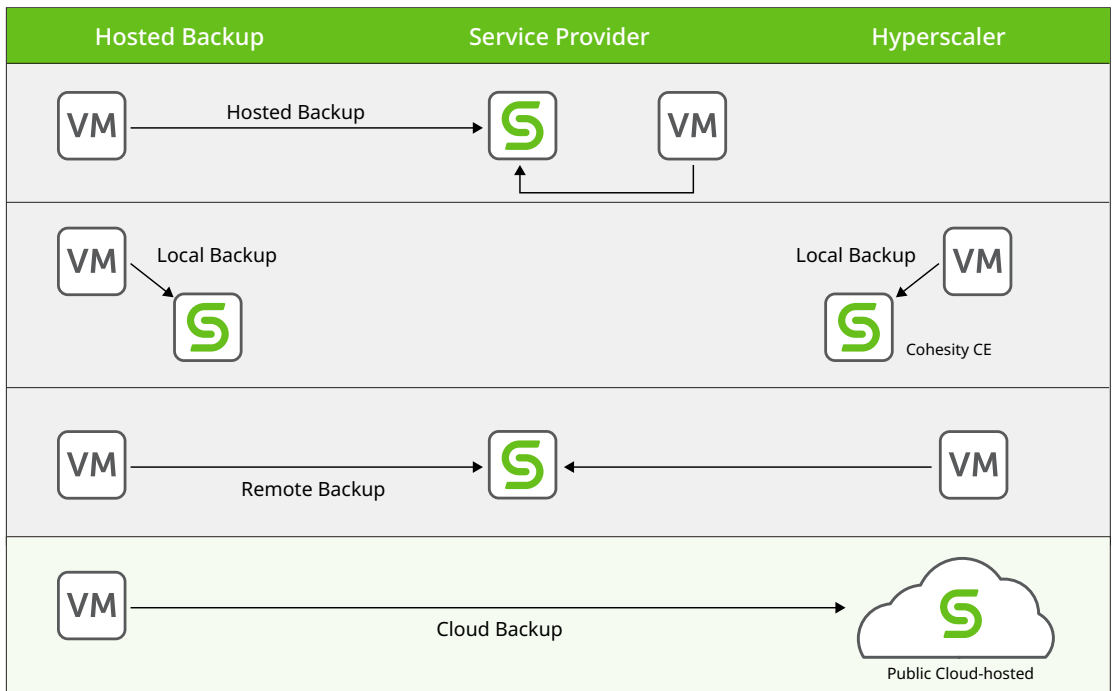 Hosted Backup
Service Provider
Hyperscaler
VM
Hosted Backup
VM
VM
Local Backup
Local Backup
VM
Cohesity CE
VM
Remote Backup
VM
VM
Cloud Backup
Public Cloud-hosted